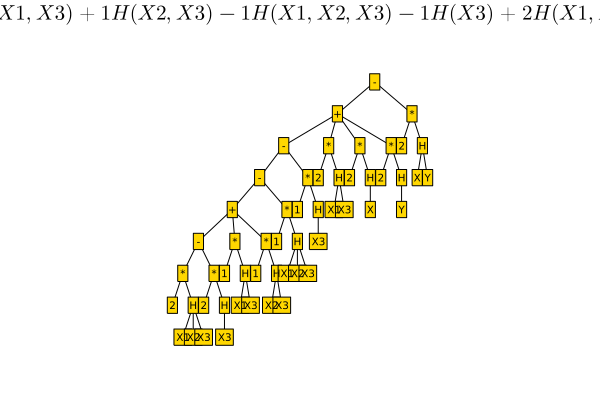 X1, X3) + 1H(X2, X3) − 1H(X1, X2, X3) − 1H(X3) + 2H(X1,
-
+ *
- * * * 2 H
- * 2 H 2 H 2 H X Y
+ * 1 H X1 X3 X Y
- * * 1 H X3
* * 1 H 1 H X1 X2 X3
2 H 2 H X1 X3 X2 X3
X1 X2 X3 X3